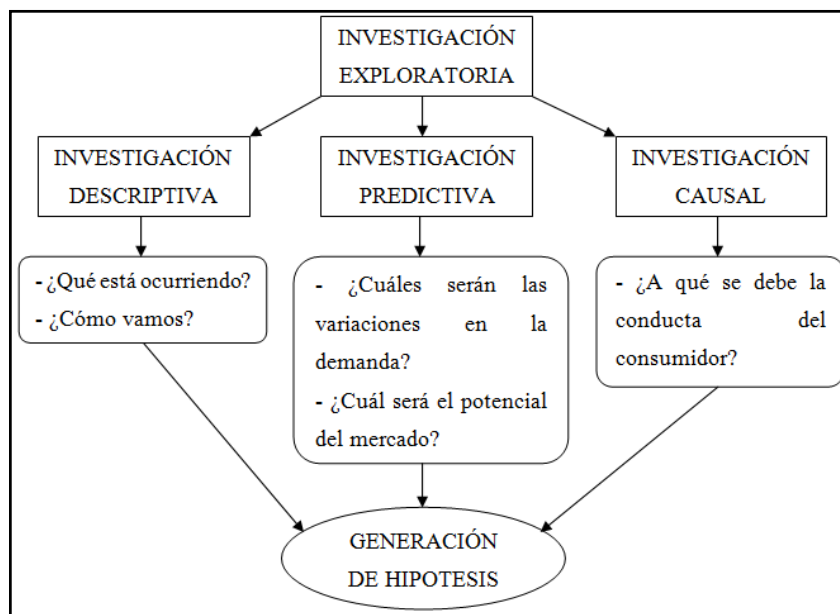 INVESTIGACIÓN
EXPLORATORIA
INVESTIGACIÓN
DESCRIPTIVA
INVESTIGACIÓN
PREDICTIVA
INVESTIGACIÓN
CAUSAL
- ¿Qué está ocurriendo?
- ¿Cómo vamos?
- ¿Cuáles serán las
variaciones en la
demanda?
- ¿Cuál será el potencial
del mercado?
- ¿A qué se debe la
conducta del
consumidor?
GENERACIÓN
DE HIPOTESIS